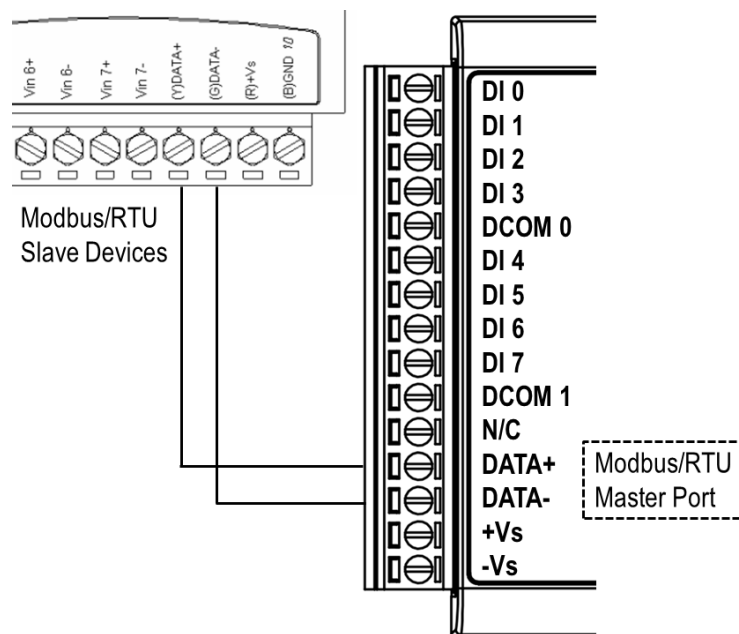 Vin 6+
Vin 6-
Vin 7+
Vin 7-
(Y)DATA+
(G)DATA-
(R)+Vs
(B)GND 10
Modbus/RTU
Slave Devices
DI 0
DI 1
DI 2
DI 3
DCOM 0
DI 4
DI 5
DI 6
DI 7
DCOM 1
N/C
DATA+
DATA-
+Vs
-Vs
Modbus/RTU
Master Port